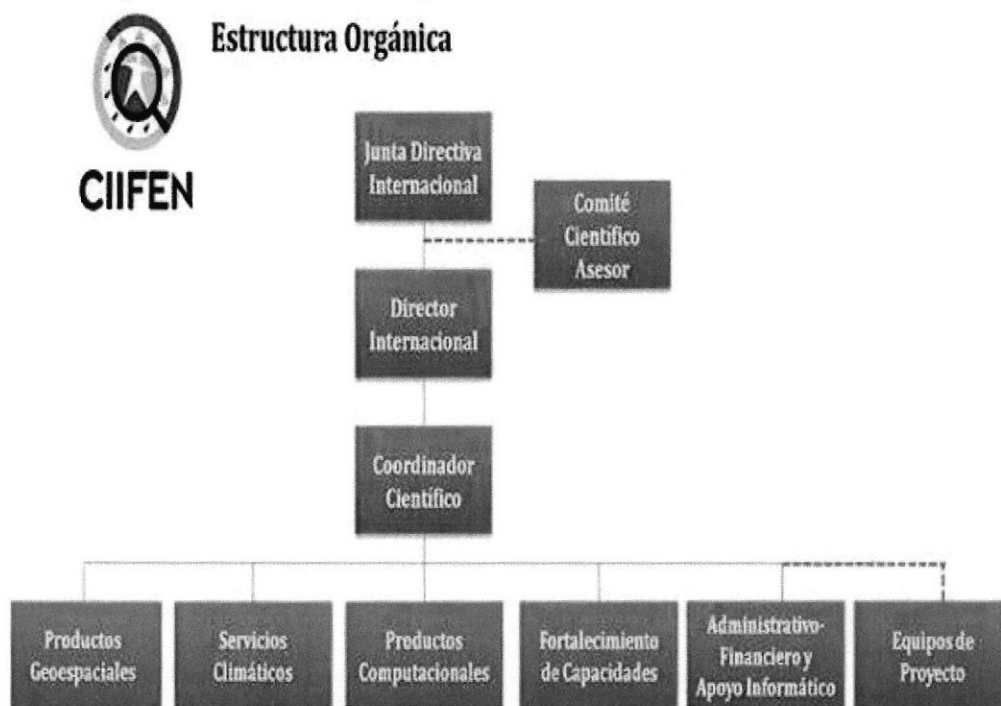 Estructura Orgánica
CIIFEN
Junta Directiva
Internacional
Comité
Científico
Asesor
Director
Internacional
Coordinador
Científico
Productos
Geoespaciales
Servicios
Climáticos
Productos
Computacionales
Fortalecimiento
de Capacidades
Administrativo-
Financiero y
Apoyo Informático
Equipos de
Proyecto